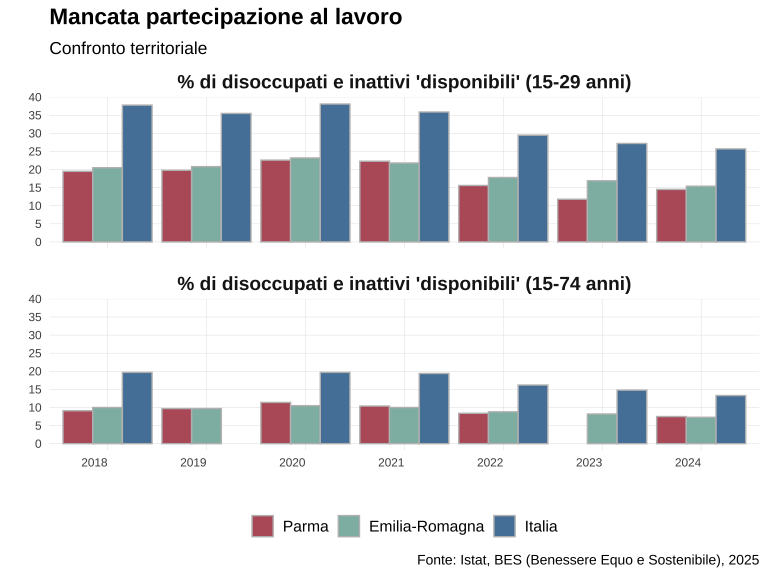 Mancata partecipazione al lavoro
Confronto territoriale
% di disoccupati e inattivi 'disponibili' (15-29 anni)
40
35
30
25
20
15
10
5
0
% di disoccupati e inattivi 'disponibili' (15-74 anni)
40
35
30
25
20
15
10
5
0
2018 2019 2020 2021 2022 2023 2024
Parma Emilia-Romagna Italia
Fonte: Istat, BES (Benessere Equo e Sostenibile), 2025